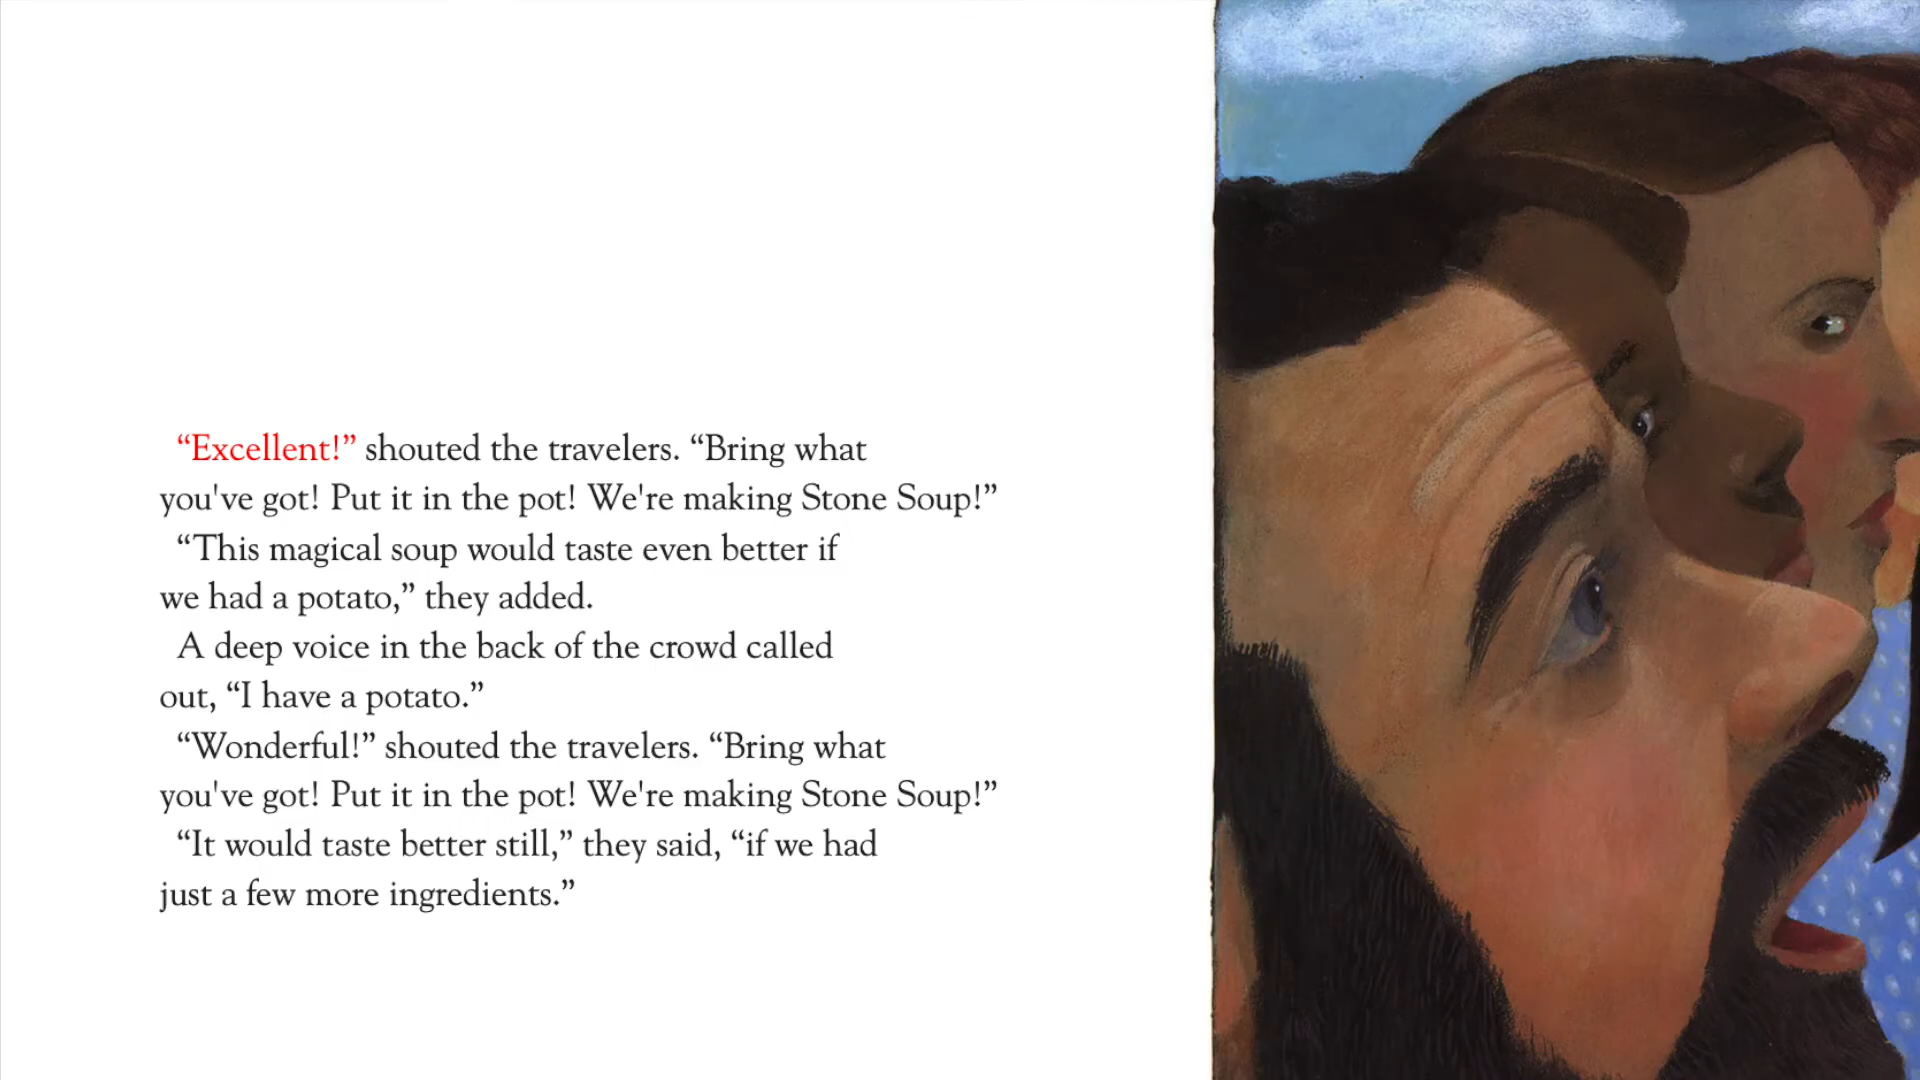 “Excellent!” shouted the travelers. “Bring what
you've got! Put it in the pot! We're making Stone Soup!”
“This magical soup would taste even better if
we had a potato,” they added.
A deep voice in the back of the crowd called
out, “I have a potato.”
“Wonderful!” shouted the travelers. “Bring what
you've got! Put it in the pot! We're making Stone Soup!”
“It would taste better still,” they said, “if we had
just a few more ingredients.”